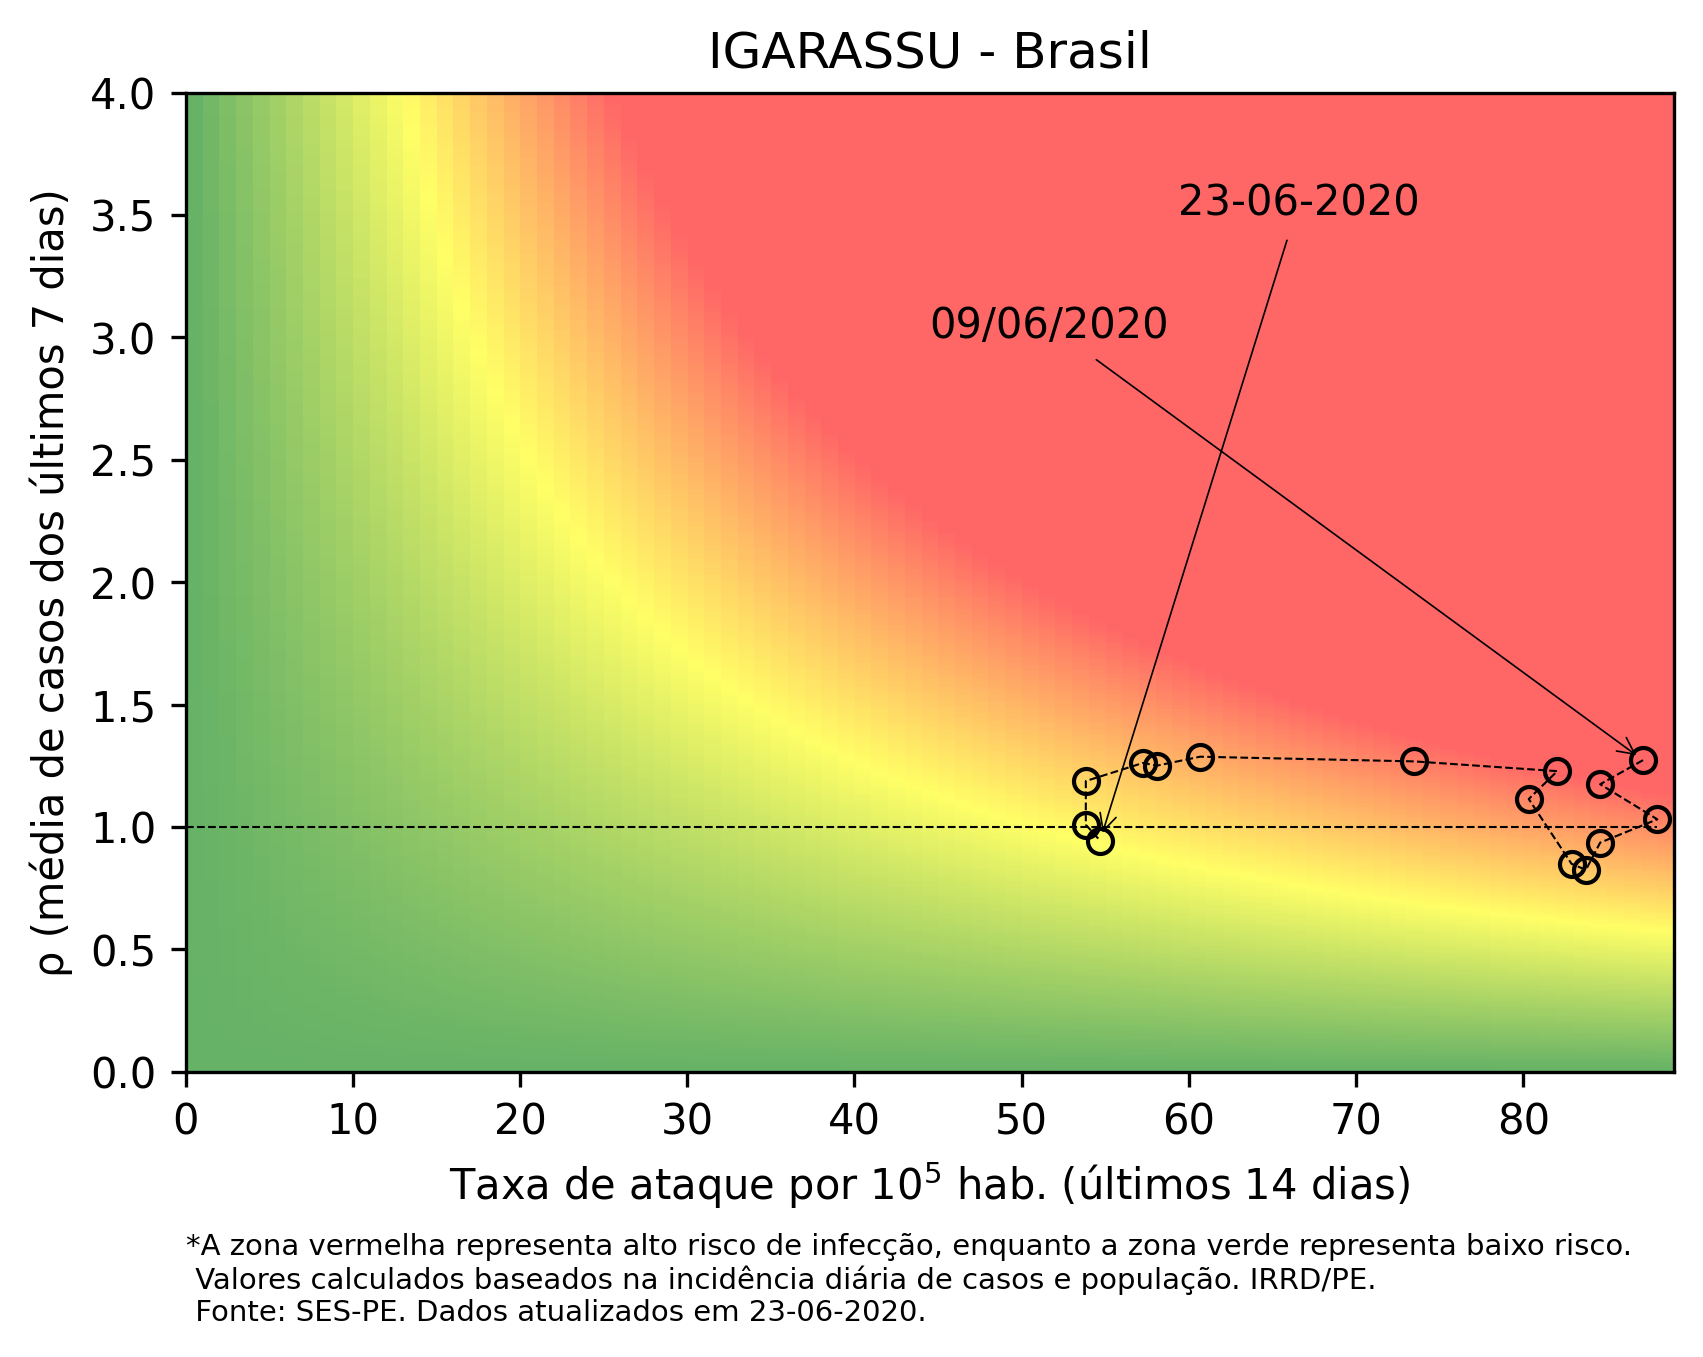 IGARASSU - Brasil
4.0
3.5
3.0
2.5
2.0
1.5
1.0
0.5
0.0
ρ (média de casos dos últimos 7 dias)
23-06-2020
09/06/2020
0 10 20 30 40 50 60 70 80
Taxa de ataque por 10⁵ hab. (últimos 14 dias)
*A zona vermelha representa alto risco de infecção, enquanto a zona verde representa baixo risco.
Valores calculados baseados na incidência diária de casos e população. IRRD/PE.
Fonte: SES-PE. Dados atualizados em 23-06-2020.